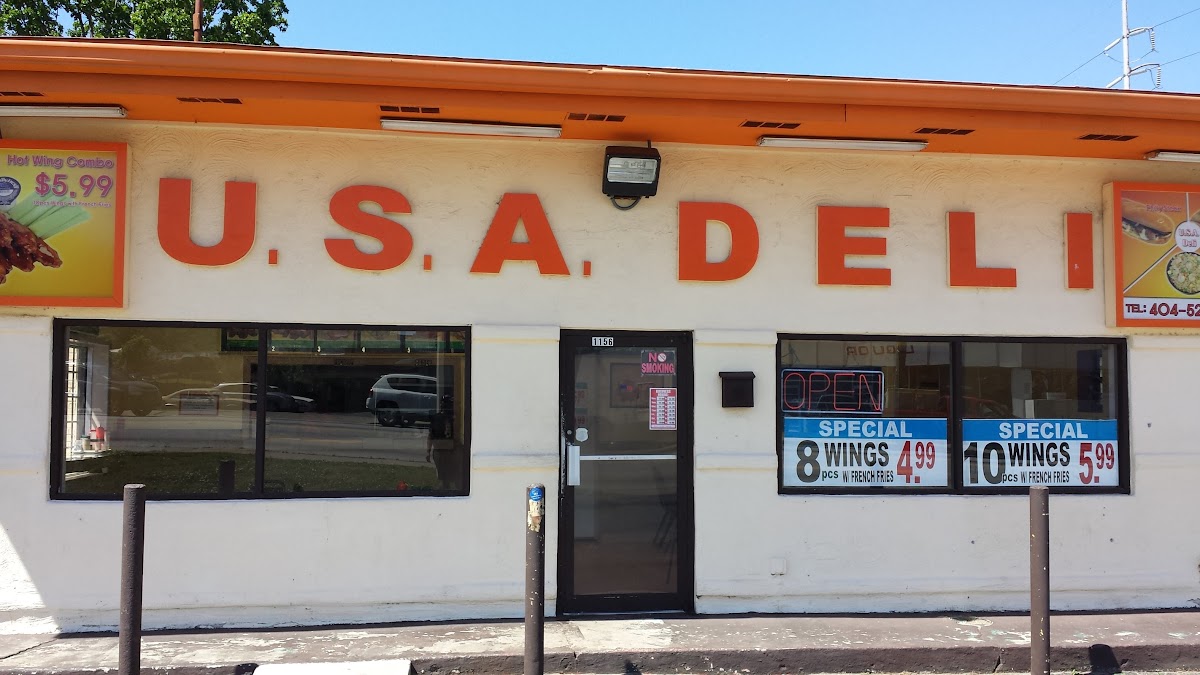 Hot Wing Combo
$5.99
U.S.A. DELI
U.S.A.
Deli
TEL: 404-52
1156
NO
SMOKING
OPEN
SPECIAL
8 PCS WINGS W/ FRENCH FRIES 4.99
SPECIAL
10 PCS WINGS W/ FRENCH FRIES 5.99